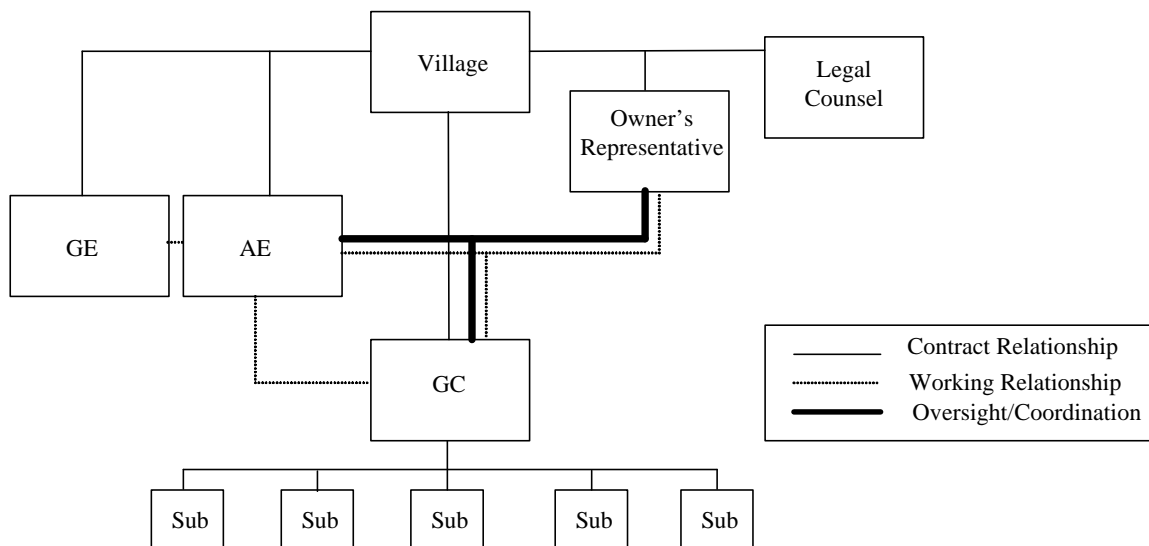 Village
Legal
Counsel
Owner's
Representative
GE
AE
GC
Contract Relationship
Working Relationship
Oversight/Coordination
Sub
Sub
Sub
Sub
Sub